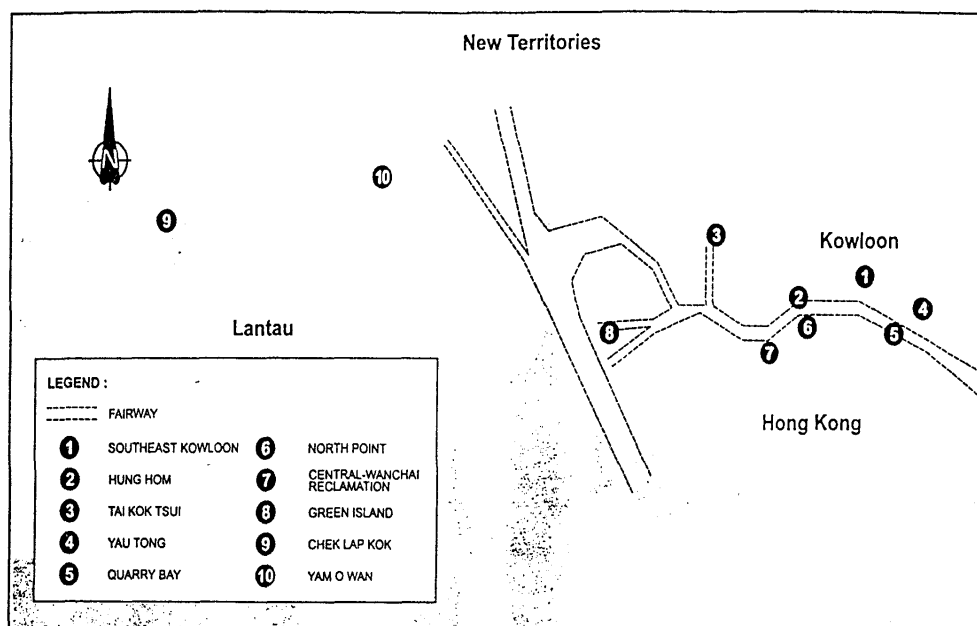 New Territories
N
10
9
3
Kowloon
1
2
4
Lantau
8
6
5
7
Hong Kong
LEGEND :
FAIRWAY
1 SOUTHEAST KOWLOON
2 HUNG HOM
3 TAI KOK TSUI
4 YAU TONG
5 QUARRY BAY
6 NORTH POINT
7 CENTRAL-WANCHAI
RECLAMATION
8 GREEN ISLAND
9 CHEK LAP KOK
10 YAM O WAN